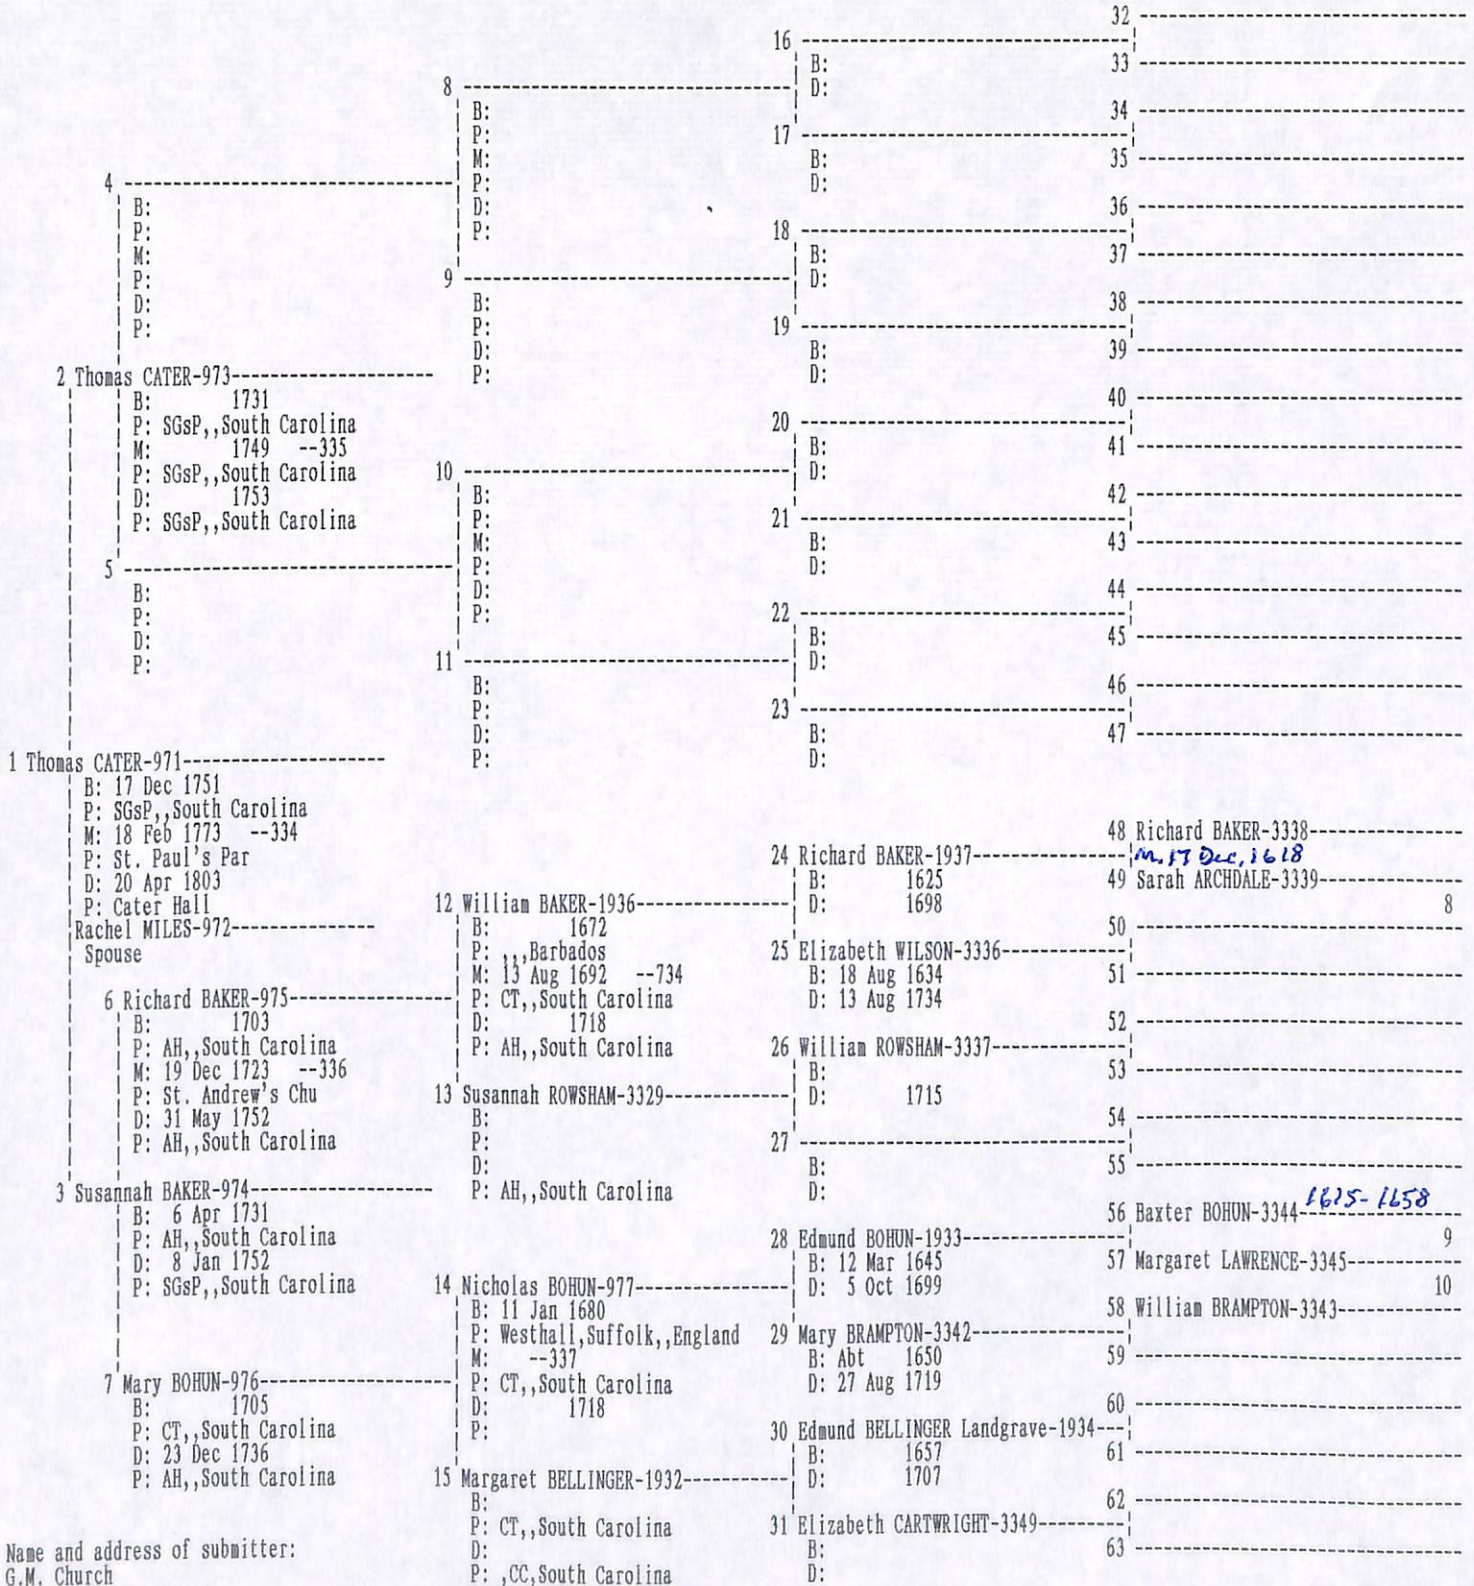 1 Thomas CATER-971
B: 17 Dec 1751
P: SGsP,,South Carolina
M: 18 Feb 1773 --334
P: St. Paul's Par
D: 20 Apr 1803
P: Cater Hall
Rachel MILES-972
Spouse
2 Thomas CATER-973
B: 1731
P: SGsP,,South Carolina
M: 1749 --335
P: SGsP,,South Carolina
D: 1753
P: SGsP,,South Carolina
3 Susannah BAKER-974
B: 6 Apr 1731
P: AH,,South Carolina
D: 8 Jan 1752
P: SGsP,,South Carolina
4
B:
P:
M:
P:
D:
P:
5
B:
P:
D:
P:
6 Richard BAKER-975
B: 1703
P: AH,,South Carolina
M: 19 Dec 1723 --336
P: St. Andrew's Chu
D: 31 May 1752
P: AH,,South Carolina
7 Mary BOHUN-976
B: 1705
P: CT,,South Carolina
D: 23 Dec 1736
P: AH,,South Carolina
Name and address of submitter:
G.M. Church
8
B:
P:
M:
P:
D:
P:
9
B:
P:
D:
P:
10
B:
P:
M:
P:
D:
P:
11
B:
P:
D:
P:
12 William BAKER-1936
B: 1672
P: ,,,Barbados
M: 13 Aug 1692 --734
P: CT,,South Carolina
D: 1718
P: AH,,South Carolina
13 Susannah ROWSHAM-3329
B:
P:
D:
P: AH,,South Carolina
14 Nicholas BOHUN-977
B: 11 Jan 1680
P: Westhall,Suffolk,,England
M: --337
P: CT,,South Carolina
D: 1718
P:
15 Margaret BELLINGER-1932
B:
P: CT,,South Carolina
D:
P: ,CC,South Carolina
16
B:
D:
17
B:
D:
18
B:
D:
19
B:
D:
20
B:
D:
21
B:
D:
22
B:
D:
23
B:
D:
24 Richard BAKER-1937
B: 1625
D: 1698
25 Elizabeth WILSON-3336
B: 18 Aug 1634
D: 13 Aug 1734
26 William ROWSHAM-3337
B:
D: 1715
27
B:
D:
28 Edmund BOHUN-1933
B: 12 Mar 1645
D: 5 Oct 1699
29 Mary BRAMPTON-3342
B: Abt 1650
D: 27 Aug 1719
30 Edmund BELLINGER Landgrave-1934
B: 1657
D: 1707
31 Elizabeth CARTWRIGHT-3349
B:
D:
32
33
34
35
36
37
38
39
40
41
42
43
44
45
46
47
48 Richard BAKER-3338
M. 17 Dec, 1618
49 Sarah ARCHDALE-3339
8
50
51
52
53
54
55
56 Baxter BOHUN-3344 1625-1658
9
57 Margaret LAWRENCE-3345
10
58 William BRAMPTON-3343
59
60
61
62
63